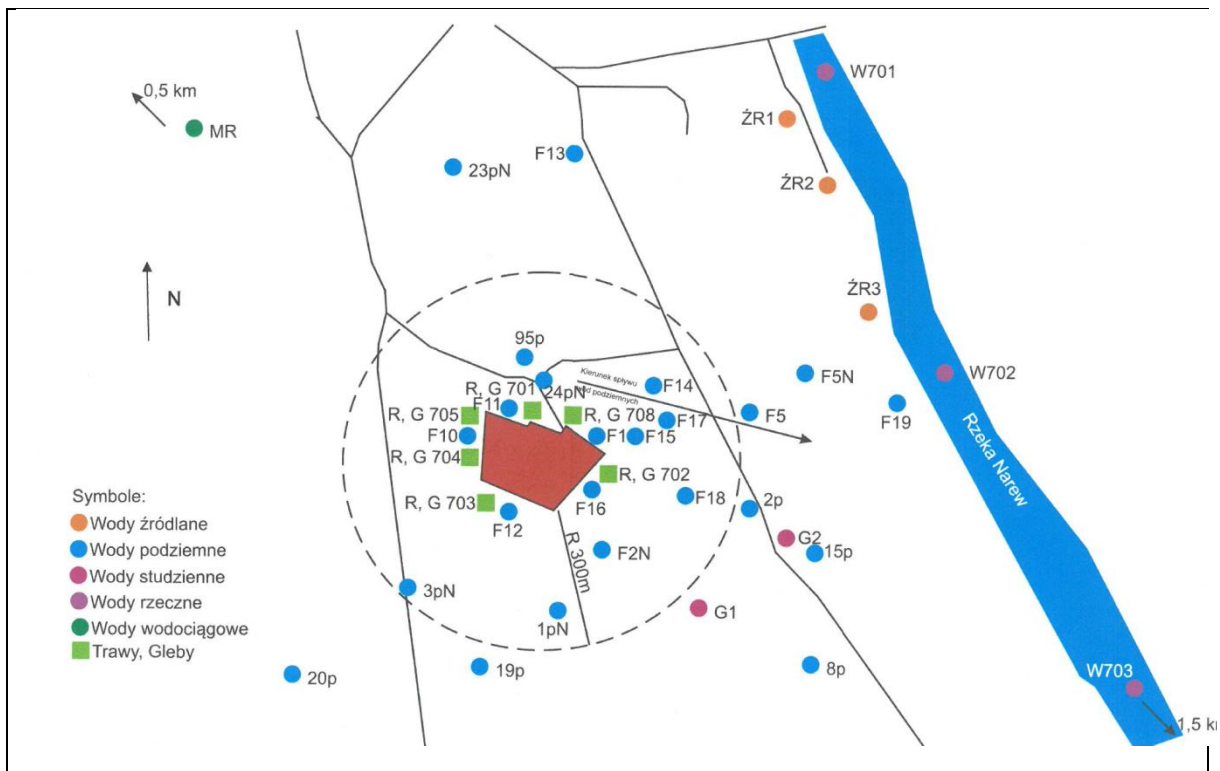 0,5 km
MR
N
23pN
F13
W701
ŹR1
ŹR2
ŹR3
W702
F5N
F19
Rzeka Narew
95p
24pN
Kierunek spływu
wód podziemnych
F14
F17
F5
R, G 701
F11
R, G 705
F10
R, G 704
R, G 703
F12
R, G 708
F1
F15
R, G 702
F16
F18
2p
G2
15p
F2N
R 300m
3pN
1pN
G1
20p
19p
8p
W703
1,5 km
Symbole:
Wody źródlane
Wody podziemne
Wody studzienne
Wody rzeczne
Wody wodociągowe
Trawy, Gleby